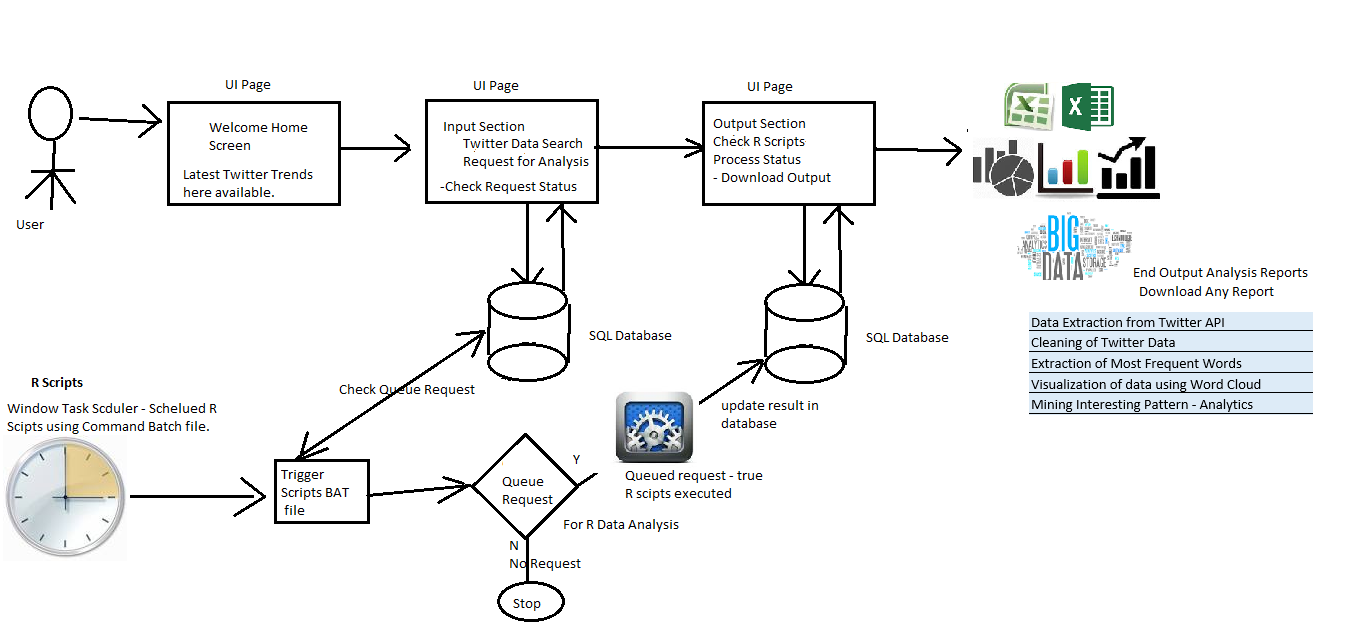 UI Page
Welcome Home
Screen
Latest Twitter Trends
here available.
User
UI Page
Input Section
Twitter Data Search
Request for Analysis
-Check Request Status
UI Page
Output Section
Check R Scripts
Process Status
- Download Output
BIG
DATA
ANALYTICS
STORAGE
End Output Analysis Reports
Download Any Report
Data Extraction from Twitter API
Cleaning of Twitter Data
Extraction of Most Frequent Words
Visualization of data using Word Cloud
Mining Interesting Pattern - Analytics
SQL Database
SQL Database
Check Queue Request
update result in
database
R Scripts
Window Task Scduler - Schelued R
Scipts using Command Batch file.
Trigger
Scripts BAT
file
Queue
Request
Y
Queued request - true
R scipts executed
For R Data Analysis
N
No Request
Stop